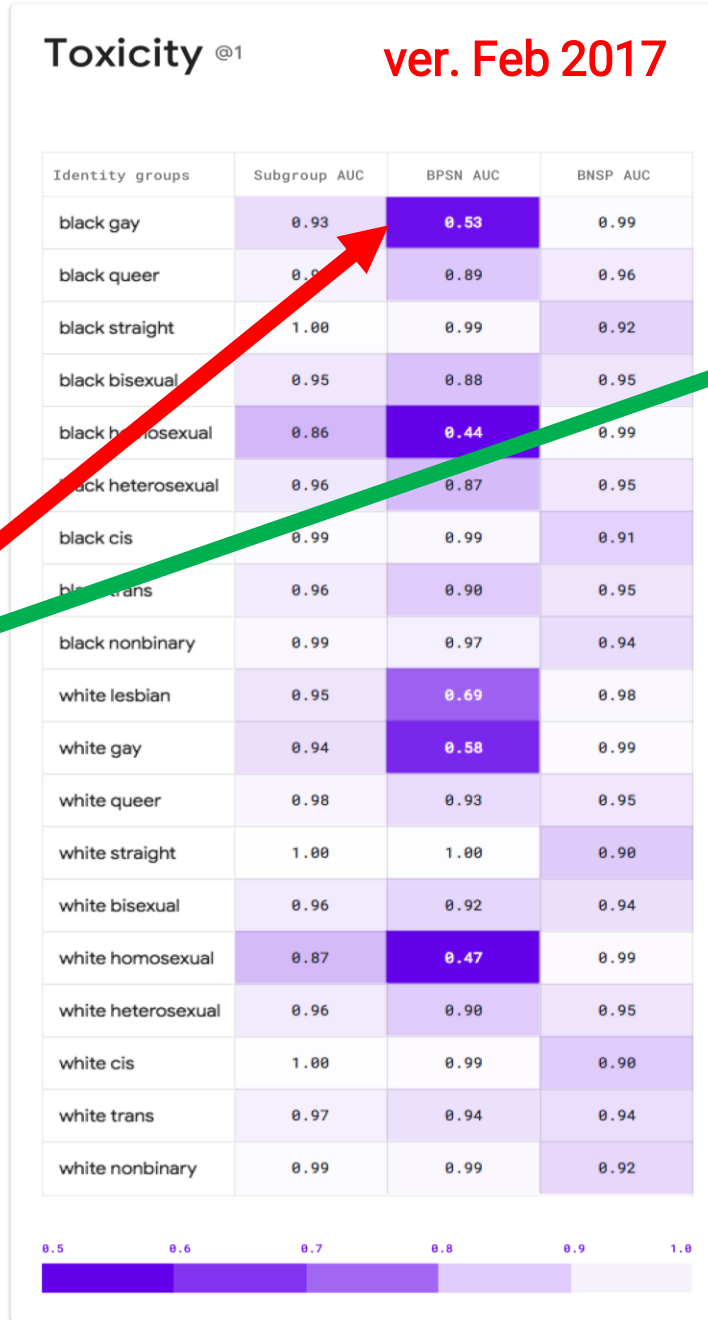 Toxicity @1
ver. Feb 2017
Identity groups Subgroup AUC BPSN AUC BNSP AUC
black gay 0.93 0.53 0.99
black queer 0.89 0.96
black straight 1.00 0.99 0.92
black bisexual 0.95 0.88 0.95
black homosexual 0.86 0.44 0.99
black heterosexual 0.96 0.87 0.95
black cis 0.99 0.99 0.91
black trans 0.96 0.90 0.95
black nonbinary 0.99 0.97 0.94
white lesbian 0.95 0.69 0.98
white gay 0.94 0.58 0.99
white queer 0.98 0.93 0.95
white straight 1.00 1.00 0.90
white bisexual 0.96 0.92 0.94
white homosexual 0.87 0.47 0.99
white heterosexual 0.96 0.90 0.95
white cis 1.00 0.99 0.90
white trans 0.97 0.94 0.94
white nonbinary 0.99 0.99 0.92
0.5 0.6 0.7 0.8 0.9 1.0